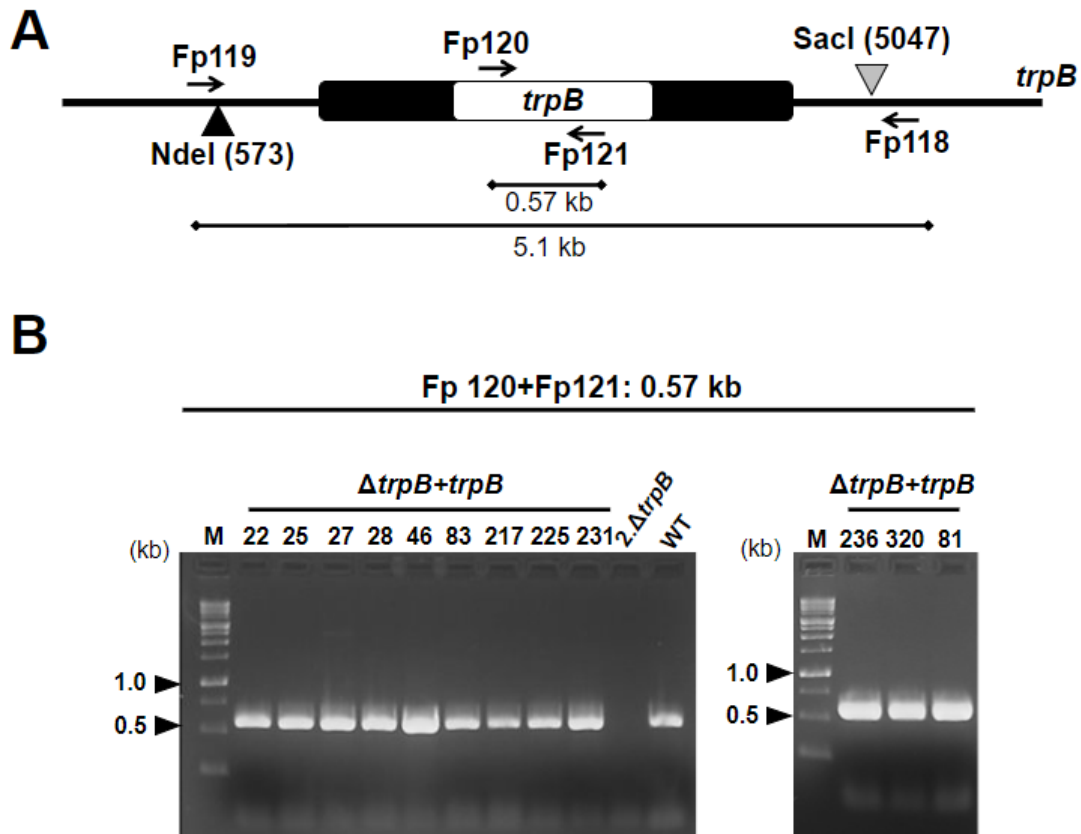 A
Fp119
Fp120
SacI (5047)
trpB
trpB
NdeI (573)
Fp121
Fp118
0.57 kb
5.1 kb
B
Fp 120+Fp121: 0.57 kb
ΔtrpB+trpB
2.ΔtrpB
WT
ΔtrpB+trpB
(kb) M 22 25 27 28 46 83 217 225 231
(kb) M 236 320 81
1.0
0.5
1.0
0.5